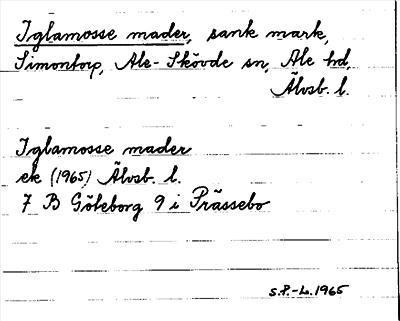 Iglamosse mader, sank mark,
Simontorp, Ale-Skövde sn, Ale hd,
Älvsb. l.
Iglamosse mader
ek (1965) Älvsb. l.
7 B Göteborg 9 i Prässebo
S.P.-L. 1965